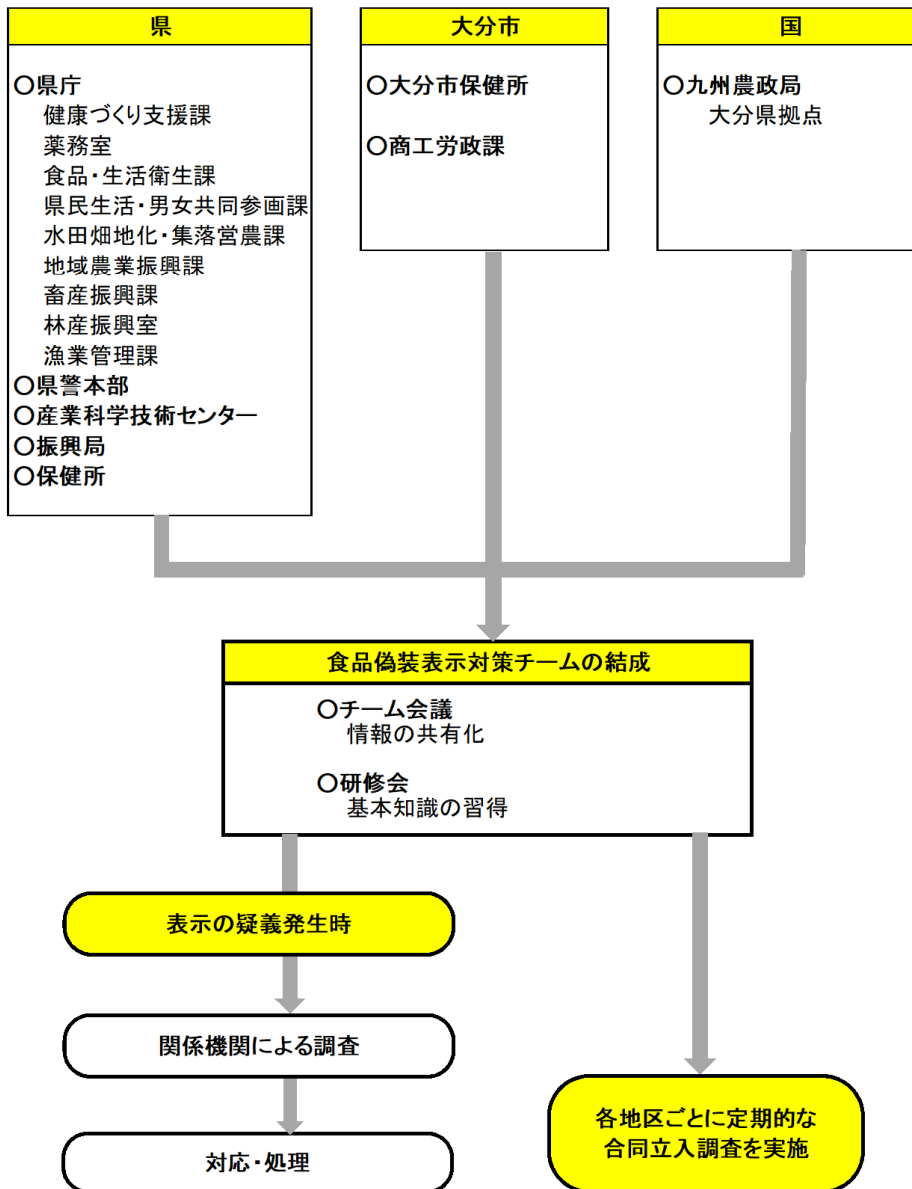 県
○県庁
健康づくり支援課
薬務室
食品・生活衛生課
県民生活・男女共同参画課
水田畑地化・集落営農課
地域農業振興課
畜産振興課
林産振興室
漁業管理課
○県警本部
○産業科学技術センター
○振興局
○保健所
大分市
○大分市保健所
○商工労政課
国
○九州農政局
大分県拠点
食品偽装表示対策チームの結成
○チーム会議
情報の共有化
○研修会
基本知識の習得
表示の疑義発生時
関係機関による調査
対応・処理
各地区ごとに定期的な
合同立入調査を実施